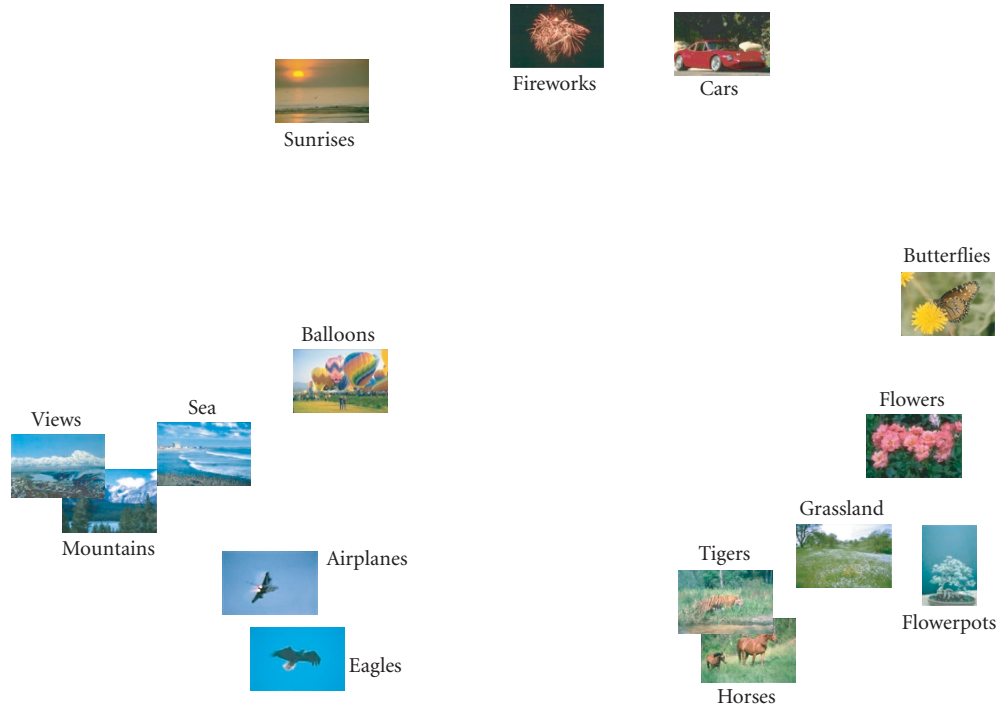 Fireworks
Cars
Sunrises
Butterflies
Balloons
Flowers
Sea
Views
Grassland
Mountains
Tigers
Airplanes
Flowerpots
Eagles
Horses